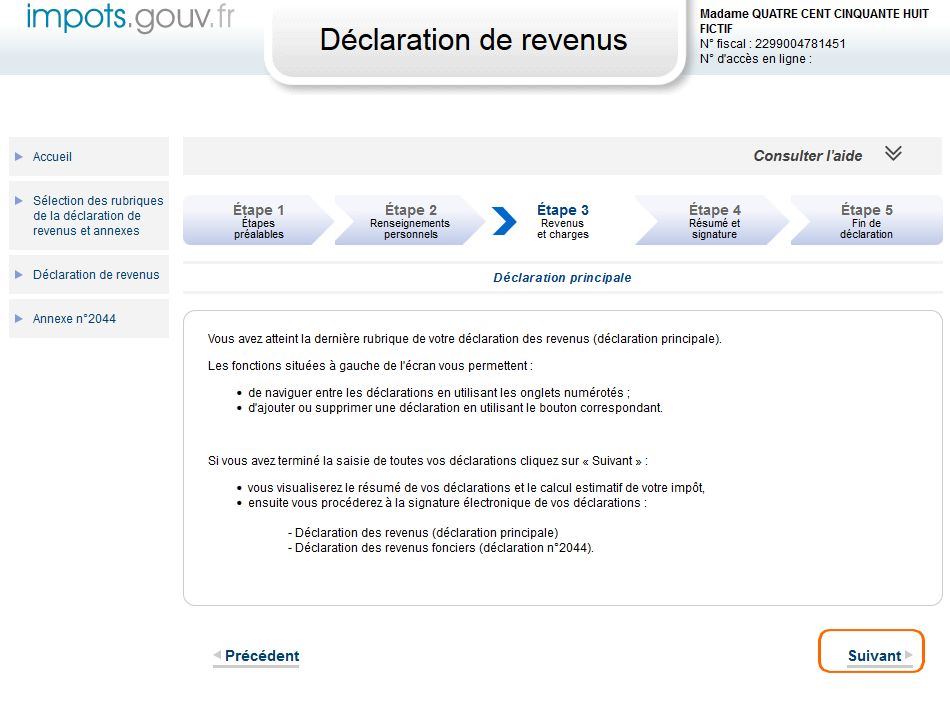 impots.gouv.fr
Déclaration de revenus
Madame QUATRE CENT CINQUANTE HUIT
FICTIF
N° fiscal : 2299004781451
N° d'accès en ligne :
Accueil
Sélection des rubriques
de la déclaration de
revenus et annexes
Déclaration de revenus
Annexe n°2044
Consulter l'aide
Étape 1
Étapes
préalables
Étape 2
Renseignements
personnels
Étape 3
Revenus
et charges
Étape 4
Résumé et
signature
Étape 5
Fin de
déclaration
Déclaration principale
Vous avez atteint la dernière rubrique de votre déclaration des revenus (déclaration principale).
Les fonctions situées à gauche de l'écran vous permettent :
• de naviguer entre les déclarations en utilisant les onglets numérotés ;
• d'ajouter ou supprimer une déclaration en utilisant le bouton correspondant.
Si vous avez terminé la saisie de toutes vos déclarations cliquez sur « Suivant » :
• vous visualiserez le résumé de vos déclarations et le calcul estimatif de votre impôt,
• ensuite vous procéderez à la signature électronique de vos déclarations :
- Déclaration des revenus (déclaration principale)
- Déclaration des revenus fonciers (déclaration n°2044).
Précédent
Suivant